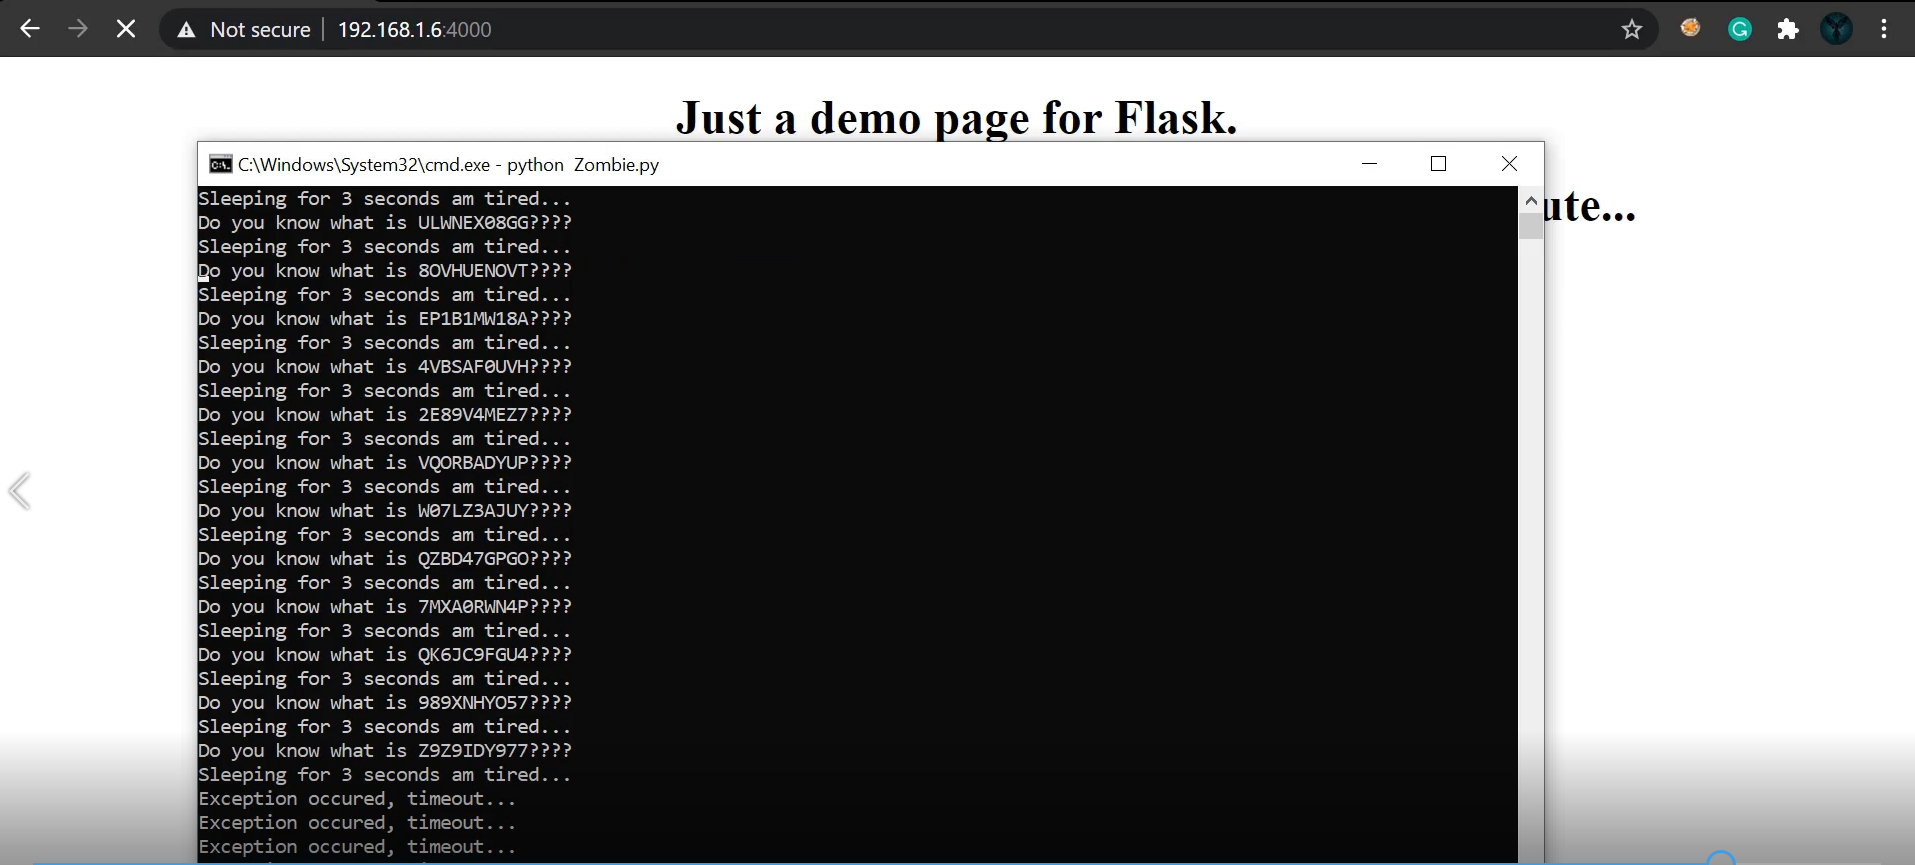 Not secure
192.168.1.6:4000
Just a demo page for Flask.
ute...
C:\Windows\System32\cmd.exe - python  Zombie.py
Sleeping for 3 seconds am tired...
Do you know what is ULWNEX08GG????
Sleeping for 3 seconds am tired...
Do you know what is 8OVHUENOVT????
Sleeping for 3 seconds am tired...
Do you know what is EP1B1MW18A????
Sleeping for 3 seconds am tired...
Do you know what is 4VBSAF0UVH????
Sleeping for 3 seconds am tired...
Do you know what is 2E89V4MEZ7????
Sleeping for 3 seconds am tired...
Do you know what is VQORBADYUP????
Sleeping for 3 seconds am tired...
Do you know what is W07LZ3AJUY????
Sleeping for 3 seconds am tired...
Do you know what is QZBD47GPGO????
Sleeping for 3 seconds am tired...
Do you know what is 7MXA0RWN4P????
Sleeping for 3 seconds am tired...
Do you know what is QK6JC9FGU4????
Sleeping for 3 seconds am tired...
Do you know what is 989XNHYO57????
Sleeping for 3 seconds am tired...
Do you know what is Z9Z9IDY977????
Sleeping for 3 seconds am tired...
Exception occured, timeout...
Exception occured, timeout...
Exception occured, timeout...